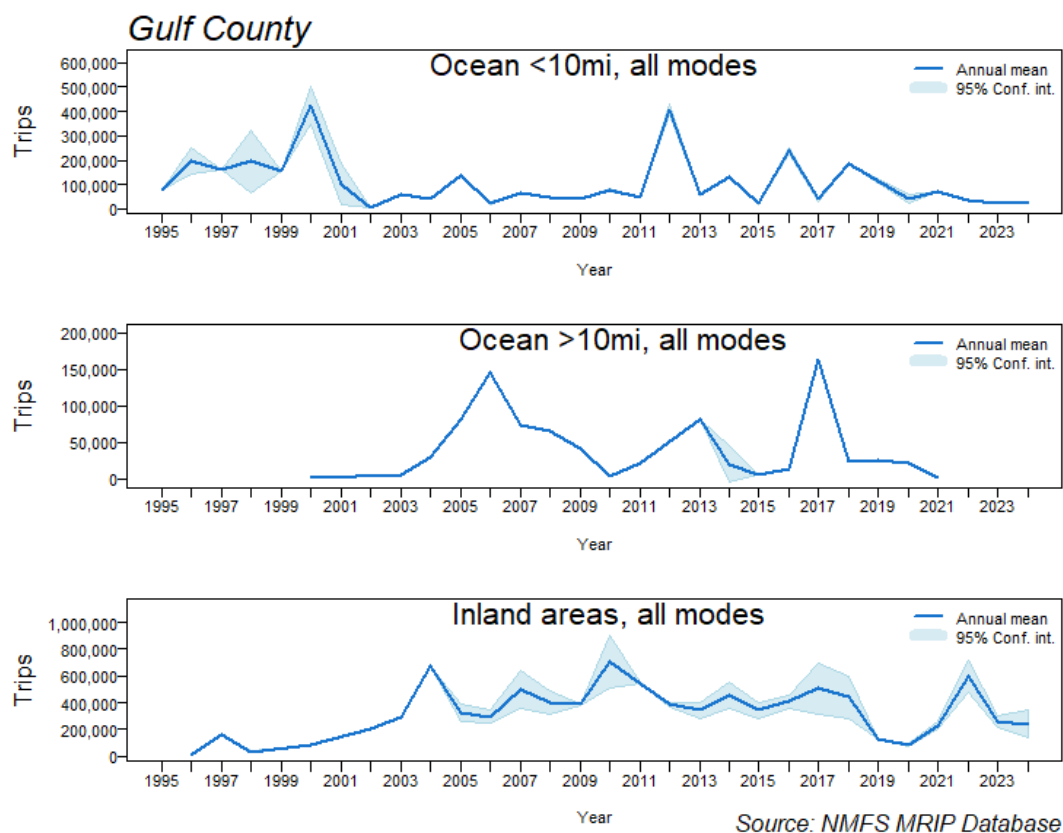 Gulf County
Ocean <10mi, all modes
Annual mean
95% Conf. int.
Trips
600,000
500,000
400,000
300,000
200,000
100,000
0
1995 1997 1999 2001 2003 2005 2007 2009 2011 2013 2015 2017 2019 2021 2023
Year
Ocean >10mi, all modes
Annual mean
95% Conf. int.
Trips
200,000
150,000
100,000
50,000
0
1995 1997 1999 2001 2003 2005 2007 2009 2011 2013 2015 2017 2019 2021 2023
Year
Inland areas, all modes
Annual mean
95% Conf. int.
Trips
1,000,000
800,000
600,000
400,000
200,000
0
1995 1997 1999 2001 2003 2005 2007 2009 2011 2013 2015 2017 2019 2021 2023
Year
Source: NMFS MRIP Database